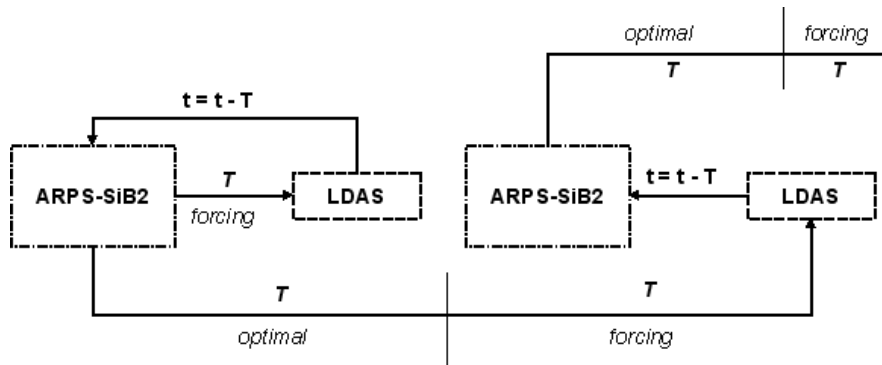 optimal forcing
T T
t = t - T
ARPS-SiB2 T LDAS
forcing
ARPS-SiB2 t = t - T LDAS
T T
optimal forcing